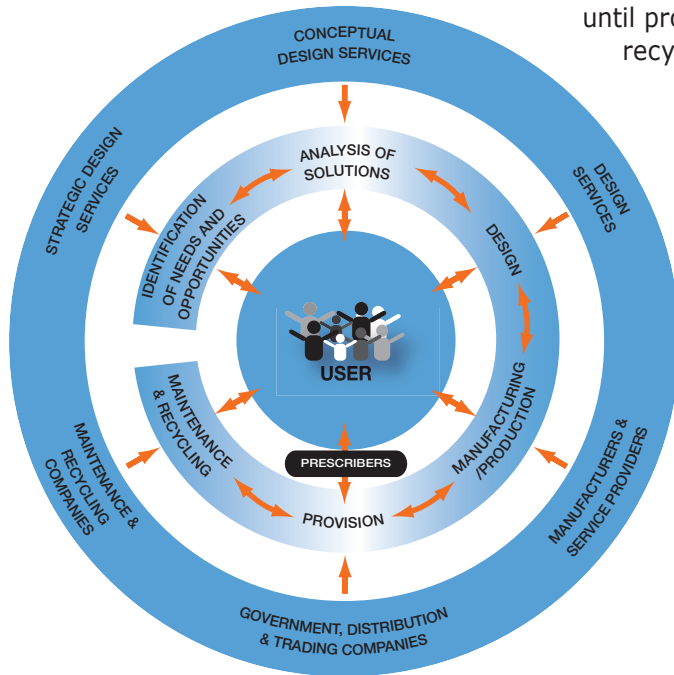 until pro
recy
CONCEPTUAL
DESIGN SERVICES
STRATEGIC DESIGN
SERVICES
DESIGN
SERVICES
ANALYSIS OF
SOLUTIONS
IDENTIFICATION
OF NEEDS AND
OPPORTUNITIES
DESIGN
USER
MAINTENANCE
& RECYCLING
MANUFACTURING
/PRODUCTION
PRESCRIBERS
PROVISION
MAINTENANCE &
RECYCLING
COMPANIES
MANUFACTURERS &
SERVICE PROVIDERS
GOVERNMENT, DISTRIBUTION
& TRADING COMPANIES